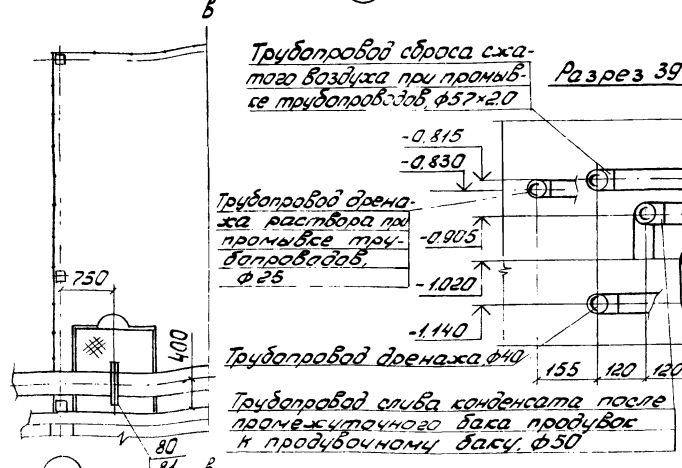 В
Трубопровод сброса сжа-
того воздуха при промыв-
ке трубопроводов, ф57×2.0
Разрез 39
-0.815
-0.830
Трубопровод дрена-
жа раствора при
промывке тру-
бопроводов,
ф25
-0.905
-1.020
-1.140
750
400
Трубопровод дренажа, ф40
155
120
120
Трубопровод слива конденсата после
промежуточного бака продувок
к продувочному баку, ф50
80
81
В